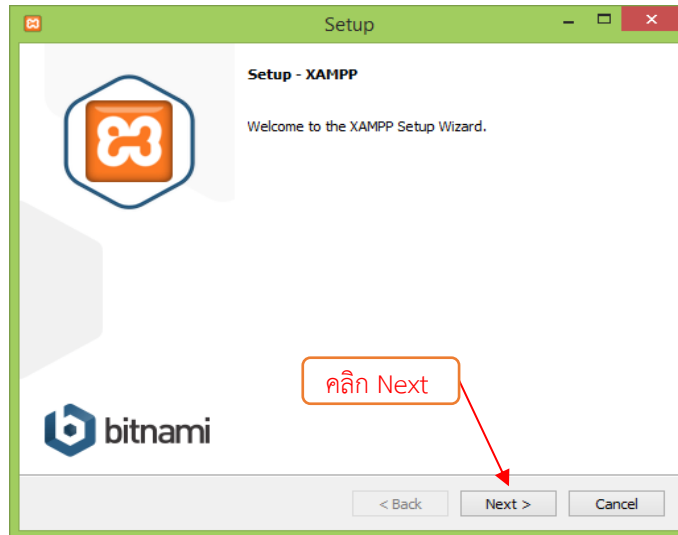 Setup
Setup - XAMPP
Welcome to the XAMPP Setup Wizard.
คลิก Next
bitnami
< Back
Next >
Cancel